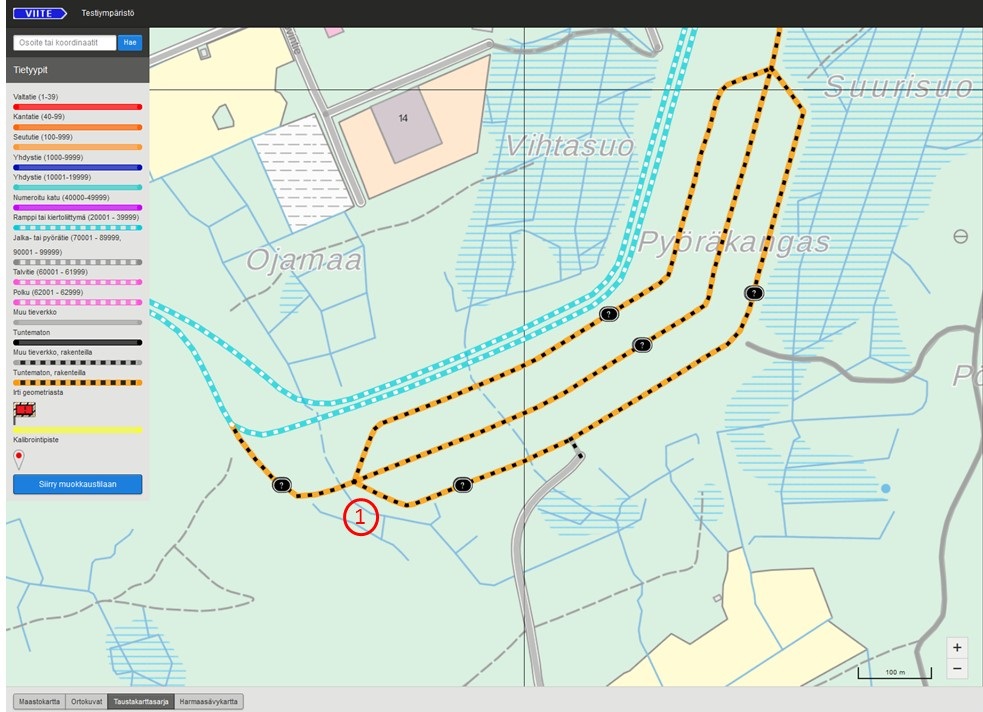 VIITE
Testiympäristö
Osoite tai koordinaatit
Hae
Tietyypit
Valtatie (1-39)
Kantatie (40-99)
Seututie (100-999)
Yhdystie (1000-9999)
Yhdystie (10001-19999)
Numeroitu katu (40000-49999)
Ramppi tai kiertoliittymä (20001 - 39999)
Jalka- tai pyörätie (70001 - 89999,
90001 - 99999)
Talvitie (60001 - 61999)
Polku (62001 - 62999)
Muu tieverkko
Tuntematon
Muu tieverkko, rakenteilla
Tuntematon, rakenteilla
Irti geometriasta
Kalibrointipiste
Siirry muokkaustilaan
14
Suurisuo
Vihtasuo
Pyöräkangas
Ojamaa
?
?
?
?
?
Pö
1
+
−
100 m
Maastokartta
Ortokuvat
Taustakarttasarja
Harmaasävykartta